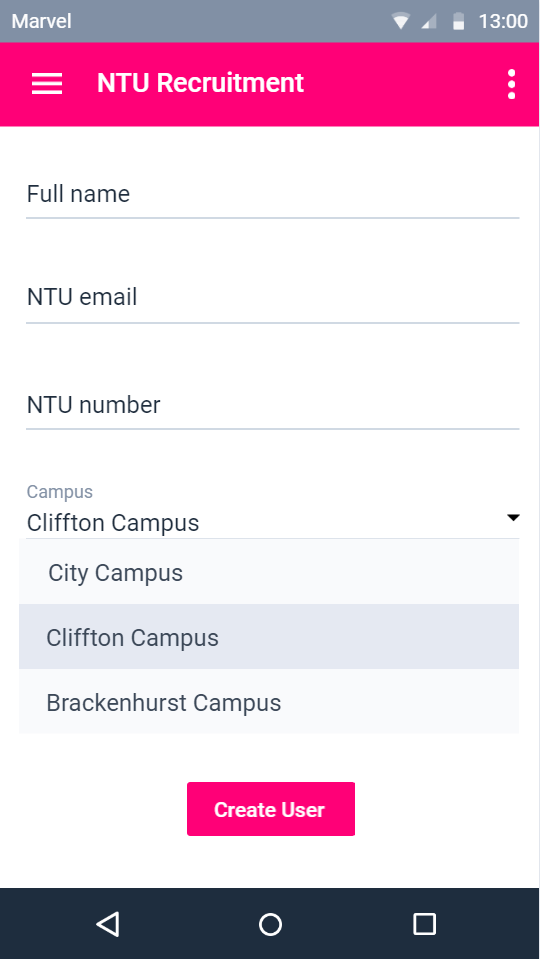 Marvel 13:00
NTU Recruitment
Full name
NTU email
NTU number
Campus
Cliffton Campus
City Campus
Cliffton Campus
Brackenhurst Campus
Create User